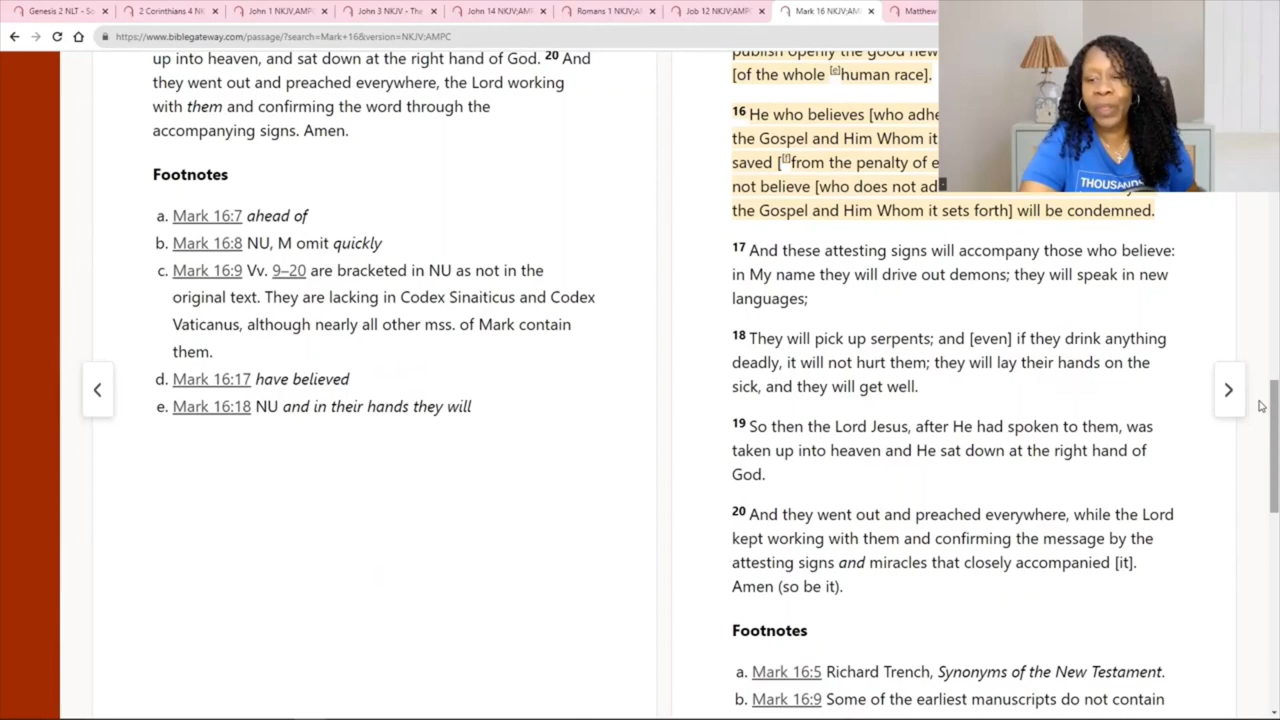 Genesis 2 NLT - So
2 Corinthians 4 NK
John 1 NKJV;AMPC
John 3 NKJV - The
John 14 NKJV;AMP
Romans 1 NKJV;AM
Job 12 NKJV;AMPC
Mark 16 NKJV;AM
Matthew
https://www.biblegateway.com/passage/?search=Mark+16&version=NKJV;AMPC
up into heaven, and sat down at the right hand of God. 20 And
they went out and preached everywhere, the Lord working
with them and confirming the word through the
accompanying signs. Amen.
Footnotes
a. Mark 16:7 ahead of
b. Mark 16:8 NU, M omit quickly
c. Mark 16:9 Vv. 9–20 are bracketed in NU as not in the
original text. They are lacking in Codex Sinaiticus and Codex
Vaticanus, although nearly all other mss. of Mark contain
them.
d. Mark 16:17 have believed
e. Mark 16:18 NU and in their hands they will
publish openly the good new
[of the whole [e]human race].
16 He who believes [who adhe
the Gospel and Him Whom it
saved [[f]from the penalty of e
not believe [who does not ad
the Gospel and Him Whom it sets forth] will be condemned.
17 And these attesting signs will accompany those who believe:
in My name they will drive out demons; they will speak in new
languages;
18 They will pick up serpents; and [even] if they drink anything
deadly, it will not hurt them; they will lay their hands on the
sick, and they will get well.
19 So then the Lord Jesus, after He had spoken to them, was
taken up into heaven and He sat down at the right hand of
God.
20 And they went out and preached everywhere, while the Lord
kept working with them and confirming the message by the
attesting signs and miracles that closely accompanied [it].
Amen (so be it).
Footnotes
a. Mark 16:5 Richard Trench, Synonyms of the New Testament.
b. Mark 16:9 Some of the earliest manuscripts do not contain
THOUSANDS